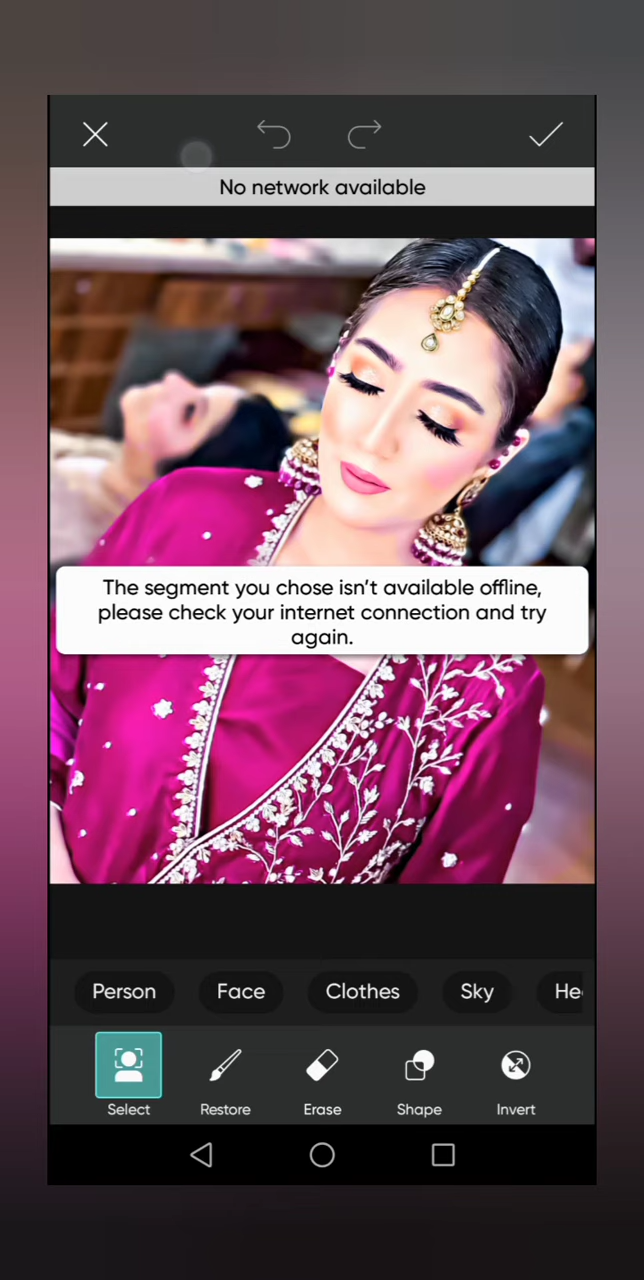 No network available
The segment you chose isn't available offline,
please check your internet connection and try
again.
Person Face Clothes Sky
Select Restore Erase Shape Invert